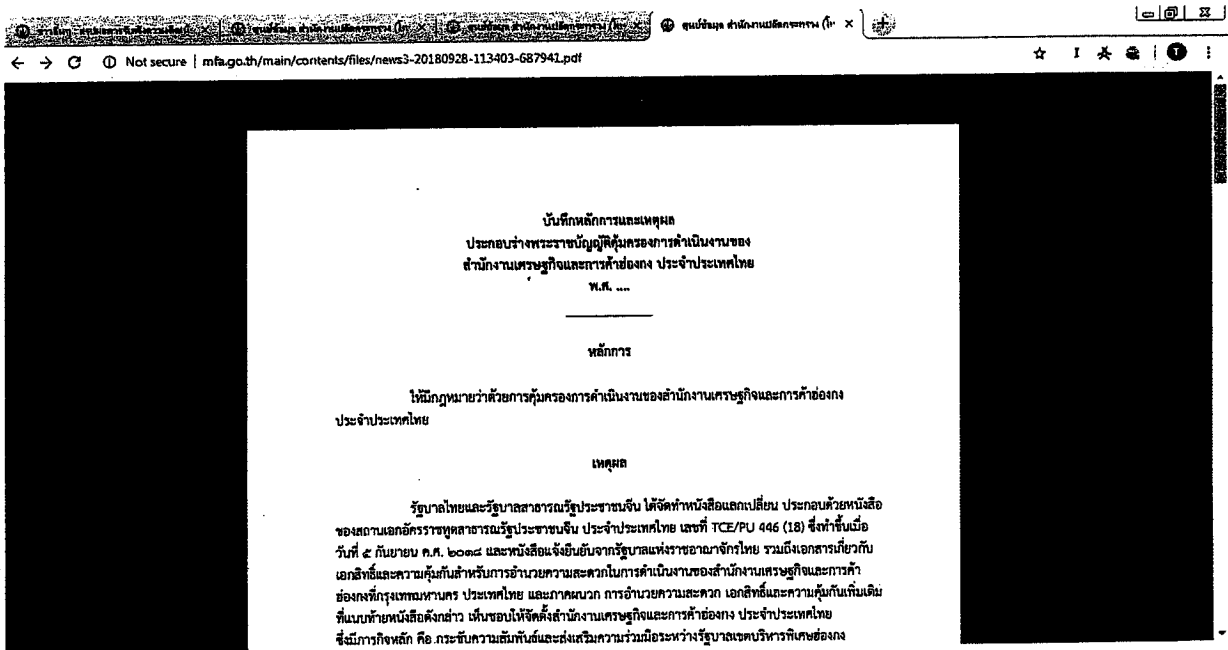 ศูนย์ข้อมูล สำนักงานปลัดกระทรวง (โท
Not secure | mfa.go.th/main/contents/files/news3-20180928-113403-687941.pdf
บันทึกหลักการและเหตุผล
ประกอบร่างพระราชบัญญัติคุ้มครองการดำเนินงานของ
สำนักงานเศรษฐกิจและการค้าฮ่องกง ประจำประเทศไทย
พ.ศ. ....
หลักการ
ให้มีกฎหมายว่าด้วยการคุ้มครองการดำเนินงานของสำนักงานเศรษฐกิจและการค้าฮ่องกง
ประจำประเทศไทย
เหตุผล
รัฐบาลไทยและรัฐบาลสาธารณรัฐประชาชนจีน ได้จัดทำหนังสือแลกเปลี่ยน ประกอบด้วยหนังสือ
ของสถานเอกอัครราชทูตสาธารณรัฐประชาชนจีน ประจำประเทศไทย เลขที่ TCE/PU 446 (18) ซึ่งทำขึ้นเมื่อ
วันที่ ๕ กันยายน ค.ศ. ๒๐๑๘ และหนังสือแจ้งยืนยันจากรัฐบาลแห่งราชอาณาจักรไทย รวมถึงเอกสารเกี่ยวกับ
เอกสิทธิ์และความคุ้มกันสำหรับการอำนวยความสะดวกในการดำเนินงานของสำนักงานเศรษฐกิจและการค้า
ฮ่องกงที่กรุงเทพมหานคร ประเทศไทย และภาคผนวก การอำนวยความสะดวก เอกสิทธิ์และความคุ้มกันเพิ่มเติม
ที่แนบท้ายหนังสือดังกล่าว เห็นชอบให้จัดตั้งสำนักงานเศรษฐกิจและการค้าฮ่องกง ประจำประเทศไทย
ซึ่งมีภารกิจหลัก คือ กระชับความสัมพันธ์และส่งเสริมความร่วมมือระหว่างรัฐบาลเขตบริหารพิเศษฮ่องกง